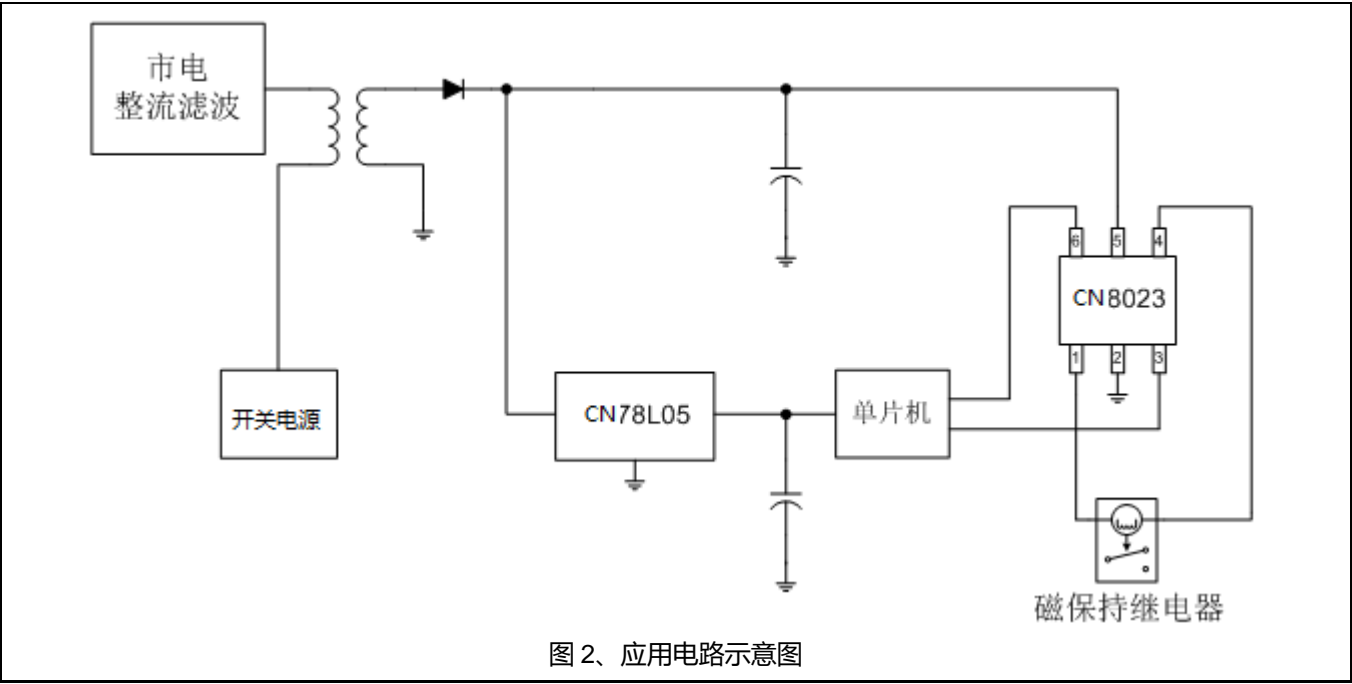 市电
整流滤波
6 5 4
CN8023
1 2 3
开关电源
CN78L05
单片机
磁保持继电器
图 2、应用电路示意图